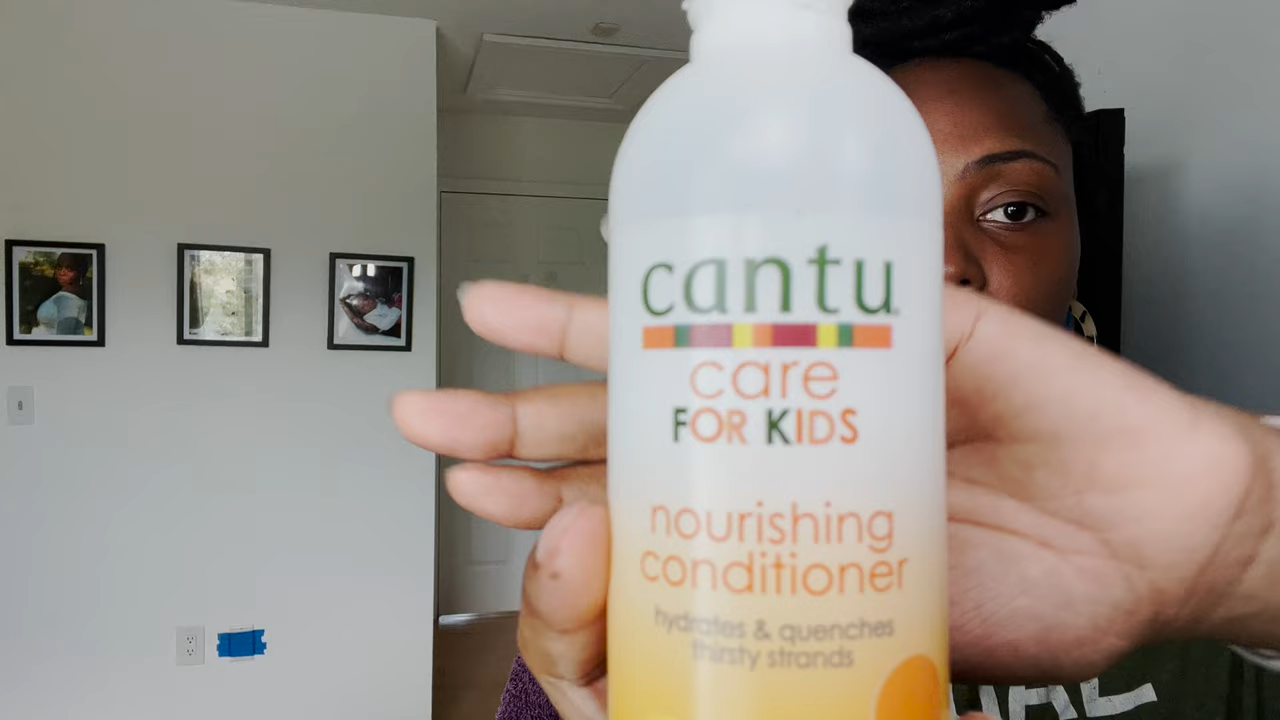 cantu
care
FOR KIDS
nourishing
conditioner
hydrates & quenches
thirsty strands